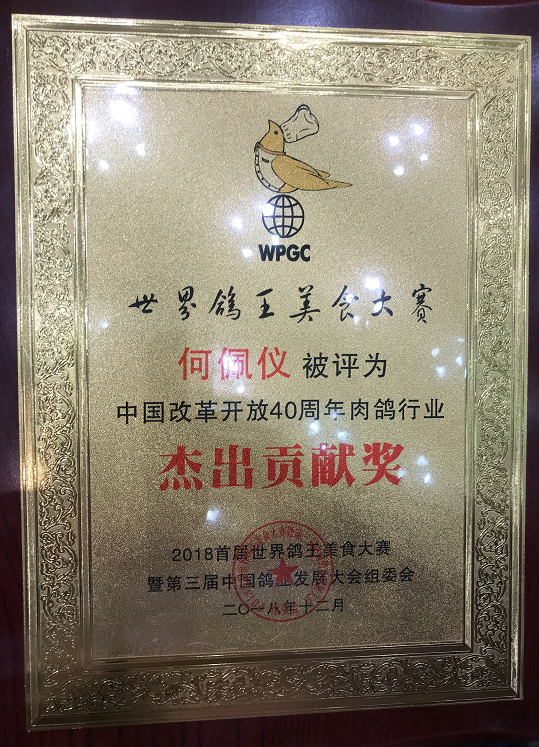 WPGC
世界鸽王美食大赛
何佩仪 被评为
中国改革开放40周年肉鸽行业
杰出贡献奖
2018首届世界鸽王美食大赛
暨第三届中国鸽业发展大会组委会
二〇一八年十二月